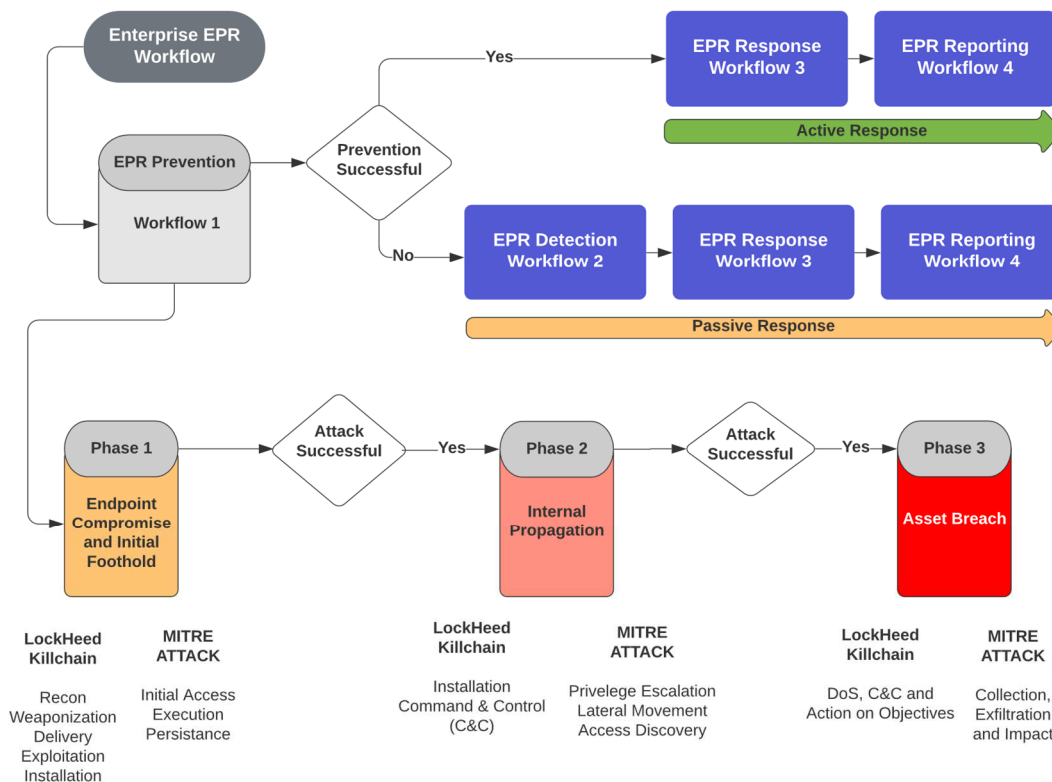 Enterprise EPR
Workflow
EPR Prevention
Workflow 1
Prevention
Successful
Yes
EPR Response
Workflow 3
EPR Reporting
Workflow 4
Active Response
No
EPR Detection
Workflow 2
EPR Response
Workflow 3
EPR Reporting
Workflow 4
Passive Response
Phase 1
Endpoint
Compromise
and Initial
Foothold
Attack
Successful
Yes
Phase 2
Internal
Propagation
Attack
Successful
Yes
Phase 3
Asset Breach
LockHeed
Killchain
Recon
Weaponization
Delivery
Exploitation
Installation
MITRE
ATTACK
Initial Access
Execution
Persistance
LockHeed
Killchain
Installation
Command & Control
(C&C)
MITRE
ATTACK
Privelege Escalation
Lateral Movement
Access Discovery
LockHeed
Killchain
DoS, C&C and
Action on Objectives
MITRE
ATTACK
Collection,
Exfiltration
and Impact